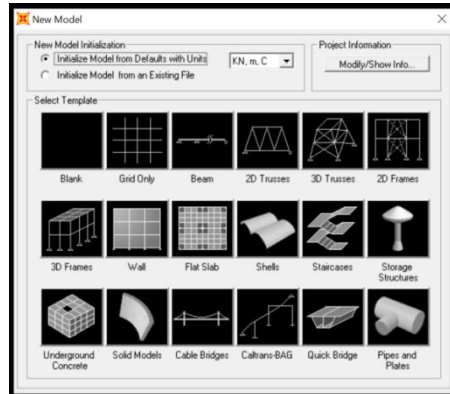 New Model
New Model Initialization
Project Information
Initialize Model from Defaults with Units
KN, m, C
Modify/Show Info...
Initialize Model from an Existing File
Select Template
Blank
Grid Only
Beam
2D Trusses
3D Trusses
2D Frames
3D Frames
Wall
Flat Slab
Shells
Staircases
Storage
Structures
Underground
Concrete
Solid Models
Cable Bridges
Caltrans-BAG
Quick Bridge
Pipes and
Plates